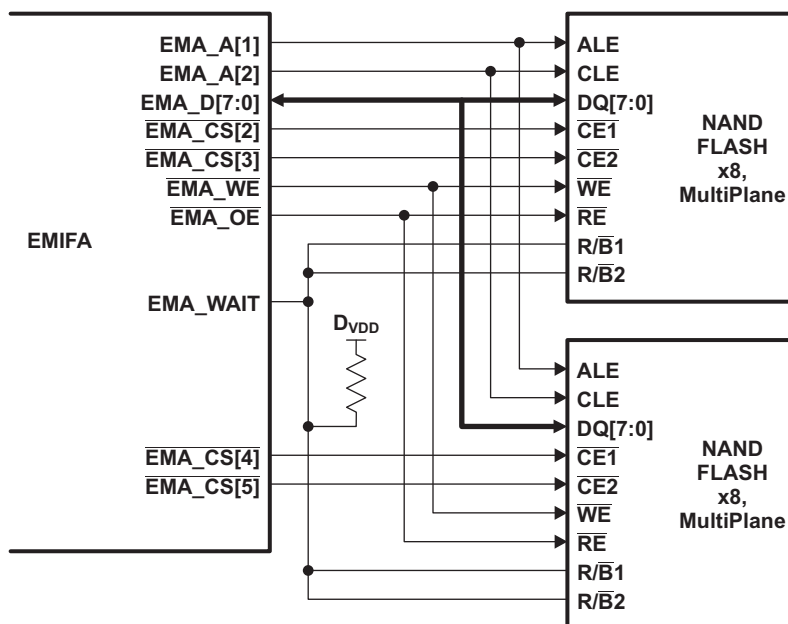 EMIFA
EMA_A[1]
EMA_A[2]
EMA_D[7:0]
EMA_CS[2]
EMA_CS[3]
EMA_WE
EMA_OE
EMA_WAIT
EMA_CS[4]
EMA_CS[5]
DVDD
ALE
CLE
DQ[7:0]
CE1
CE2
WE
RE
R/B1
R/B2
NAND
FLASH
x8,
MultiPlane
ALE
CLE
DQ[7:0]
CE1
CE2
WE
RE
R/B1
R/B2
NAND
FLASH
x8,
MultiPlane